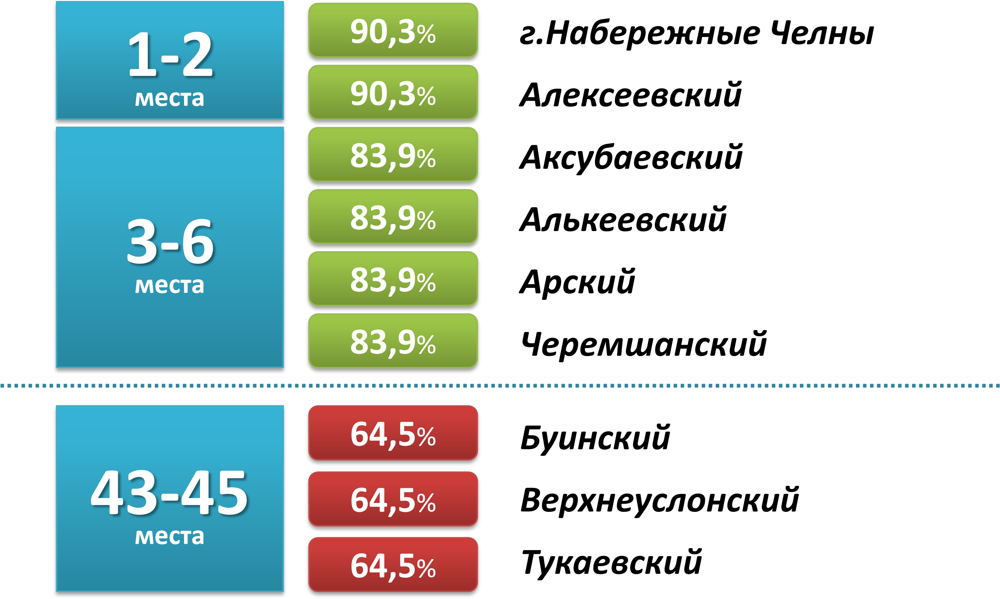 1-2
места
90,3% г.Набережные Челны
90,3% Алексеевский
3-6
места
83,9% Аксубаевский
83,9% Алькеевский
83,9% Арский
83,9% Черемшанский
43-45
места
64,5% Буинский
64,5% Верхнеуслонский
64,5% Тукаевский